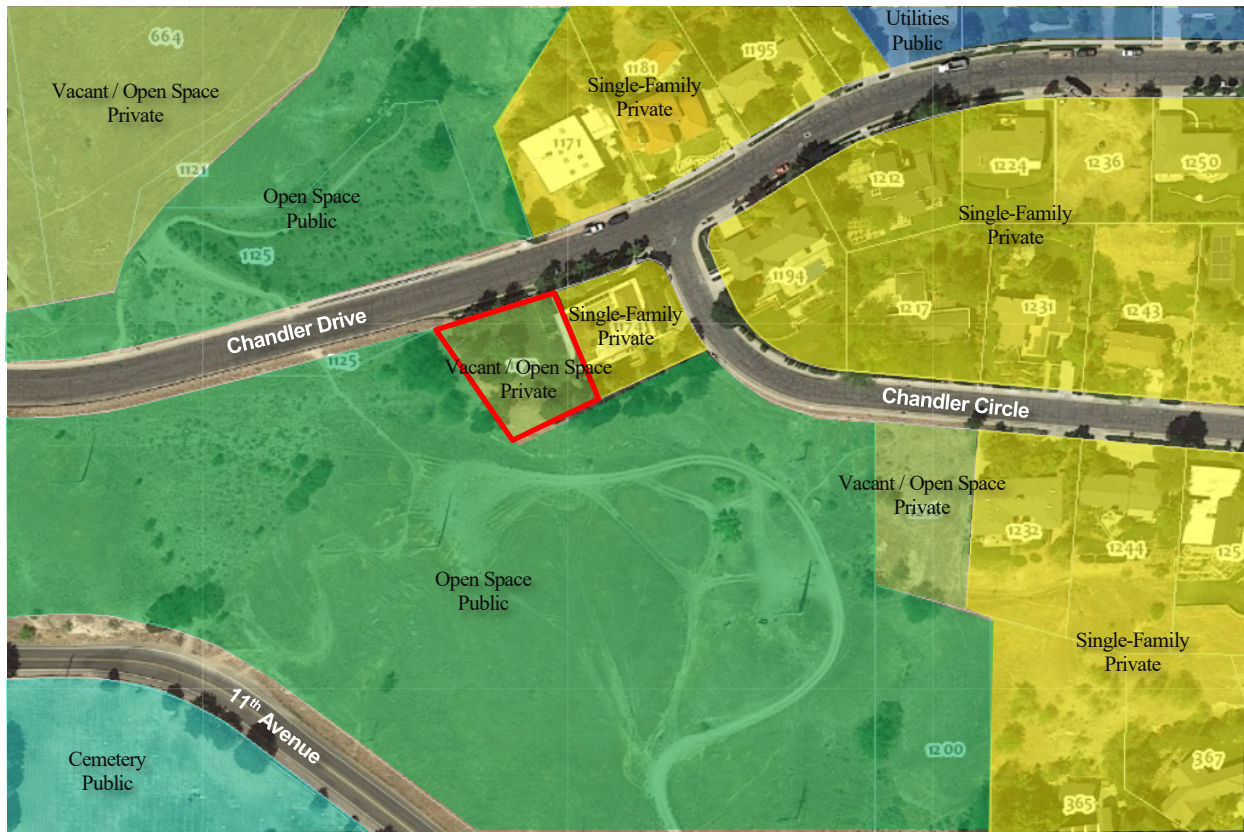 Utilities
Public
664
1195
1181
Single-Family
Private
Vacant / Open Space
Private
1171
1121
1224
1236
1250
1212
Open Space
Public
Single-Family
Private
1125
1194
1217
1231
1243
Chandler Drive
Single-Family
Private
1174
1125
Vacant / Open Space
Private
Chandler Circle
Vacant / Open Space
Private
1232
1244
125
Open Space
Public
Single-Family
Private
11th Avenue
1200
367
Cemetery
Public
365